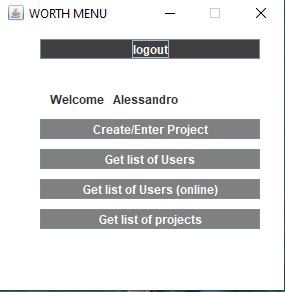 WORTH MENU
logout
Welcome Alessandro
Create/Enter Project
Get list of Users
Get list of Users (online)
Get list of projects